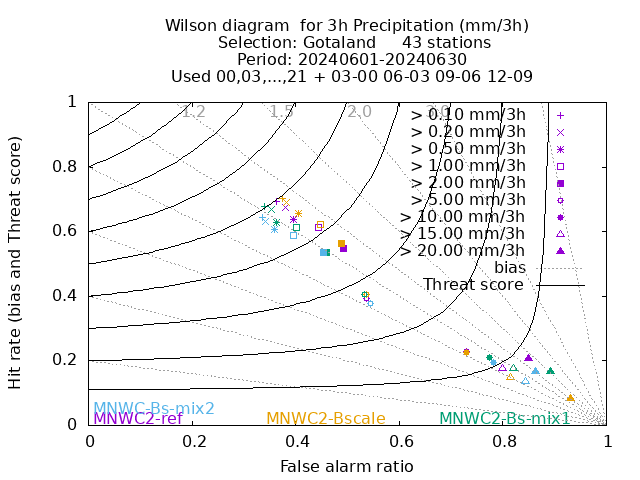 Wilson diagram  for 3h Precipitation (mm/3h)
Selection: Gotaland     43 stations
Period: 20240601-20240630
Used 00,03,...,21 + 03-00 06-03 09-06 12-09
1.2 1.5 2.0 3.0
> 0.10 mm/3h
> 0.20 mm/3h
> 0.50 mm/3h
> 1.00 mm/3h
> 2.00 mm/3h
> 5.00 mm/3h
> 10.00 mm/3h
> 15.00 mm/3h
> 20.00 mm/3h
bias
Threat score
1
0.8
0.6
0.4
0.2
0
Hit rate (bias and Threat score)
MNWC-Bs-mix2
MNWC2-ref MNWC2-Bscale MNWC2-Bs-mix1
0 0.2 0.4 0.6 0.8 1
False alarm ratio